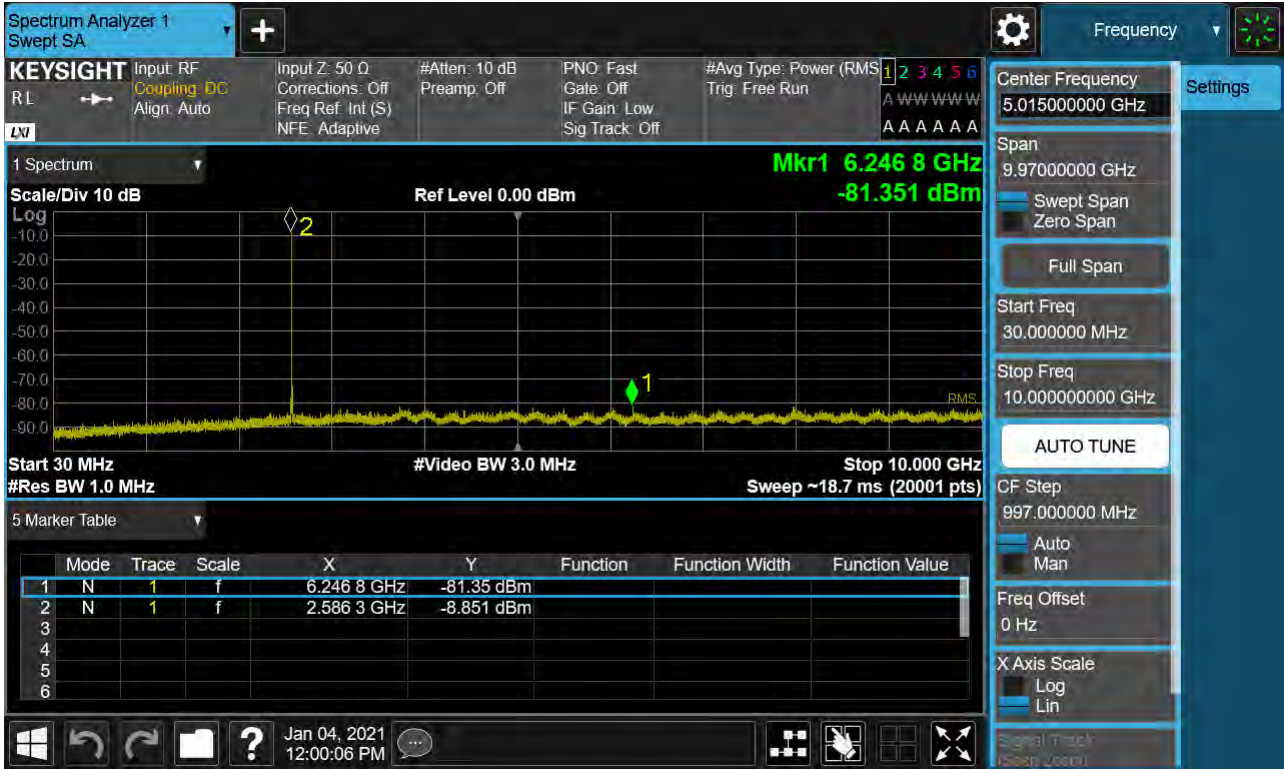 Spectrum Analyzer 1
Swept SA
Frequency
KEYSIGHT
RL
LXI
Input: RF
Coupling: DC
Align: Auto
Input Z: 50 Ω
Corrections: Off
Freq Ref: Int (S)
NFE: Adaptive
#Atten: 10 dB
Preamp: Off
PNO: Fast
Gate: Off
IF Gain: Low
Sig Track: Off
#Avg Type: Power (RMS
Trig: Free Run
1 2 3 4 5 6
A W W W W W
A A A A A A
1 Spectrum
Scale/Div 10 dB
Ref Level 0.00 dBm
Mkr1 6.246 8 GHz
-81.351 dBm
Log
-10.0
-20.0
-30.0
-40.0
-50.0
-60.0
-70.0
-80.0
-90.0
2
1
RMS
Start 30 MHz
#Video BW 3.0 MHz
Stop 10.000 GHz
#Res BW 1.0 MHz
Sweep ~18.7 ms (20001 pts)
5 Marker Table
Mode Trace Scale X Y Function Function Width Function Value
1 N 1 f 6.246 8 GHz -81.35 dBm
2 N 1 f 2.586 3 GHz -8.851 dBm
3
4
5
6
Jan 04, 2021
12:00:06 PM
Center Frequency
5.015000000 GHz
Settings
Span
9.97000000 GHz
Swept Span
Zero Span
Full Span
Start Freq
30.000000 MHz
Stop Freq
10.000000000 GHz
AUTO TUNE
CF Step
997.000000 MHz
Auto
Man
Freq Offset
0 Hz
X Axis Scale
Log
Lin
Signal Track
(Span Zoom)